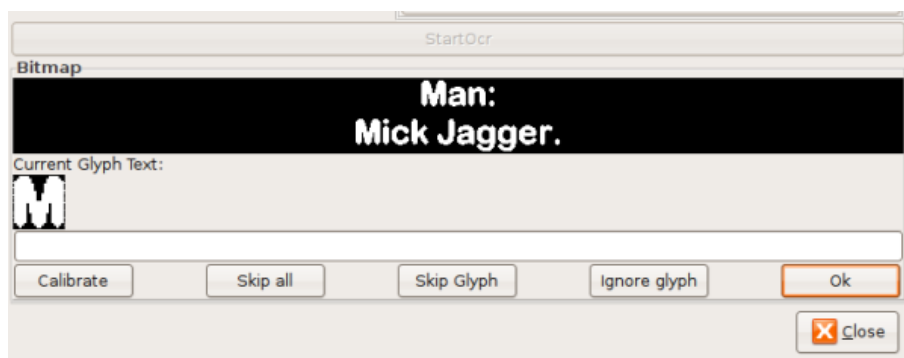 StartOcr
Bitmap
Man:
Mick Jagger.
Current Glyph Text:
M
Calibrate Skip all Skip Glyph Ignore glyph Ok
Close